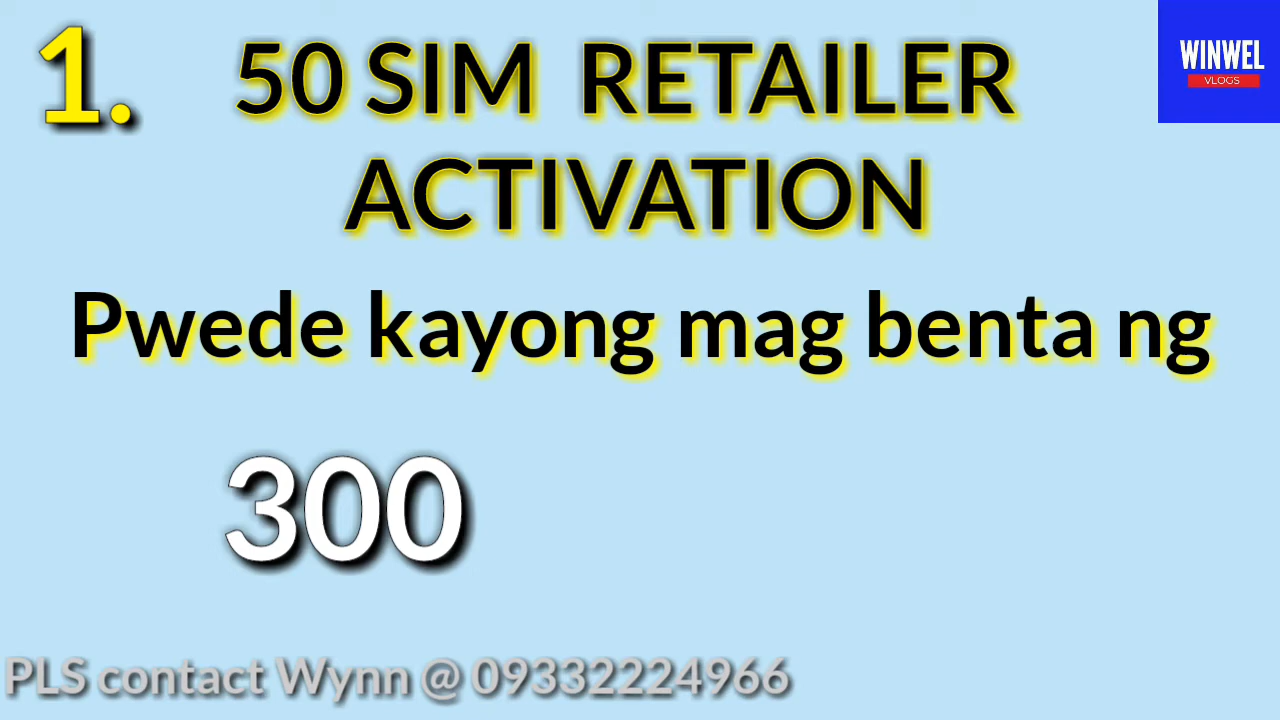 1. 50 SIM RETAILER
ACTIVATION
WINWEL
VLOGS
Pwede kayong mag benta ng
300
PLS contact Wynn @ 09332224966